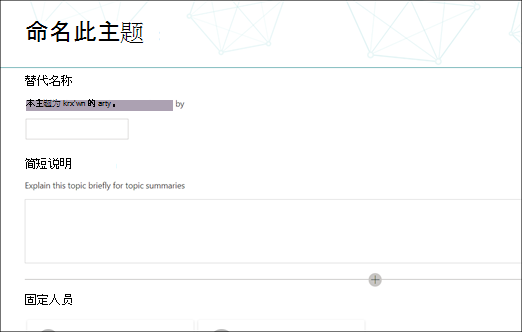 命名此主题
替代名称
本主题为 krx'wn 的 arty。 by
简短说明
Explain this topic briefly for topic summaries
固定人员